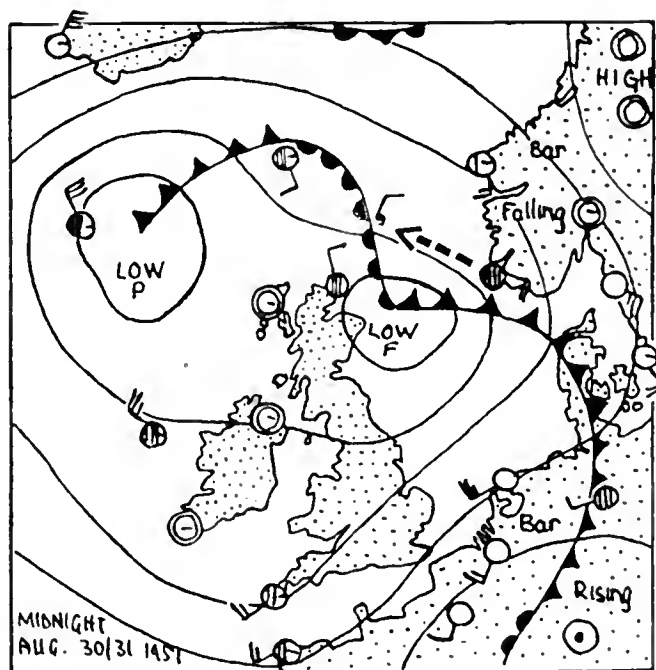 HIGH
Bar
Falling
LOW
P
LOW
F
Bar
Rising
MIDNIGHT
AUG. 30/31 1957